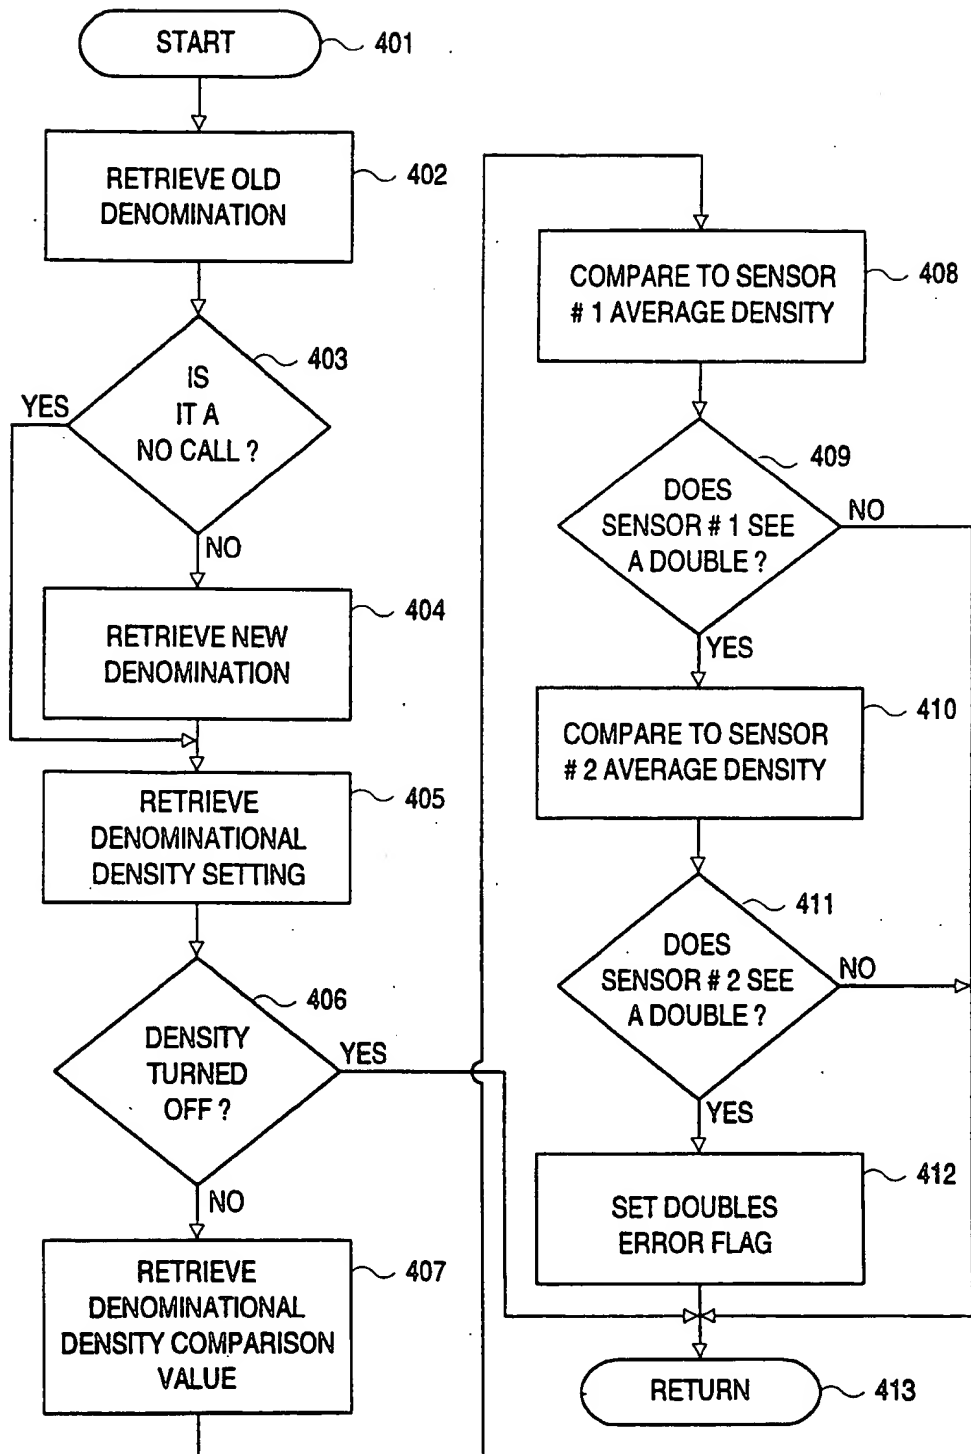 START
401
RETRIEVE OLD
DENOMINATION
402
IS
IT A
NO CALL ?
403
YES
NO
RETRIEVE NEW
DENOMINATION
404
RETRIEVE
DENOMINATIONAL
DENSITY SETTING
405
DENSITY
TURNED
OFF ?
406
YES
NO
RETRIEVE
DENOMINATIONAL
DENSITY COMPARISON
VALUE
407
COMPARE TO SENSOR
# 1 AVERAGE DENSITY
408
DOES
SENSOR # 1 SEE
A DOUBLE ?
409
NO
YES
COMPARE TO SENSOR
# 2 AVERAGE DENSITY
410
DOES
SENSOR # 2 SEE
A DOUBLE ?
411
NO
YES
SET DOUBLES
ERROR FLAG
412
RETURN
413